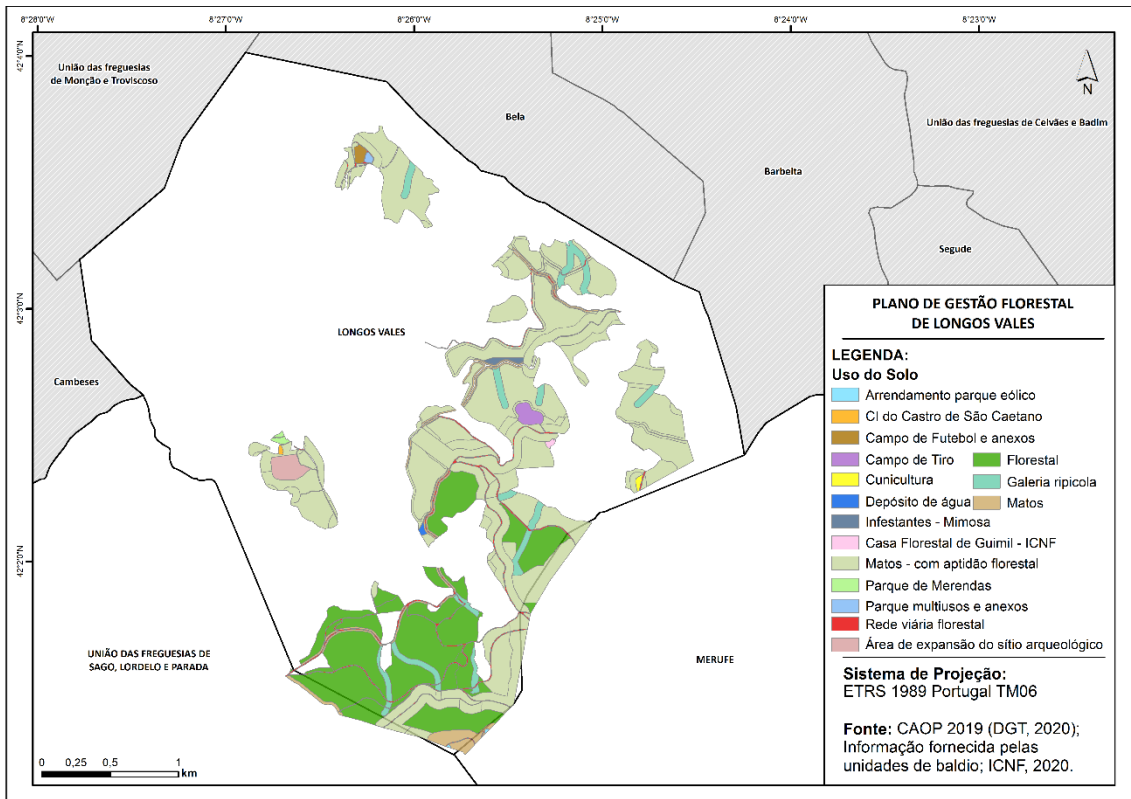 8°28'0"W
8°27'0"W
8°26'0"W
8°25'0"W
8°24'0"W
8°23'0"W
42°4'0"N
42°3'0"N
42°2'0"N
União das freguesias
de Monção e Troviscoso
Bela
União das freguesias de Celvães e Badim
Barbeita
Segude
N
LONGOS VALES
Cambeses
UNIÃO DAS FREGUESIAS DE
SAGO, LORDELO E PARADA
MERUFE
0 0,25 0,5 1
km
PLANO DE GESTÃO FLORESTAL
DE LONGOS VALES
LEGENDA:
Uso do Solo
Arrendamento parque eólico
CI do Castro de São Caetano
Campo de Futebol e anexos
Campo de Tiro
Cunicultura
Depósito de água
Infestantes - Mimosa
Casa Florestal de Guimil - ICNF
Matos - com aptidão florestal
Parque de Merendas
Parque multiusos e anexos
Rede viária florestal
Área de expansão do sítio arqueológico
Florestal
Galeria ripicola
Matos
Sistema de Projeção:
ETRS 1989 Portugal TM06
Fonte: CAOP 2019 (DGT, 2020);
Informação fornecida pelas
unidades de baldio; ICNF, 2020.